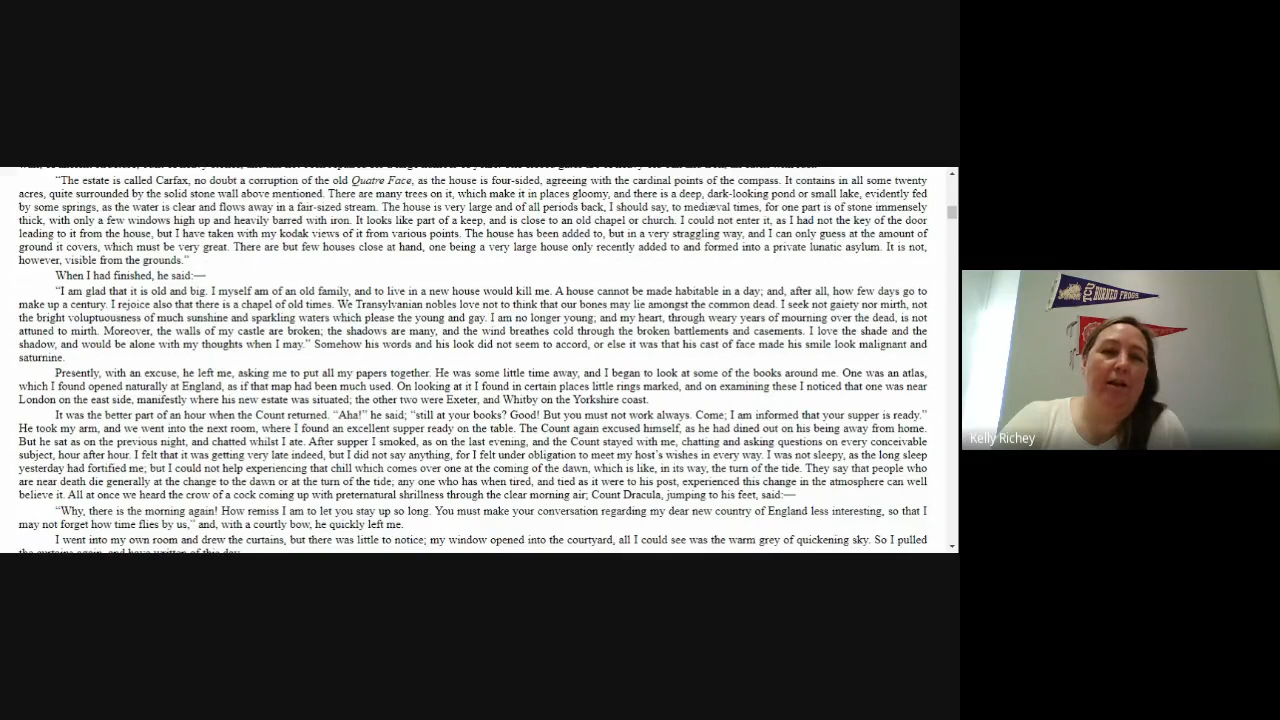 “The estate is called Carfax, no doubt a corruption of the old Quatre Face, as the house is four-sided, agreeing with the cardinal points of the compass. It contains in all some twenty
acres, quite surrounded by the solid stone wall above mentioned. There are many trees on it, which make it in places gloomy, and there is a deep, dark-looking pond or small lake, evidently fed
by some springs, as the water is clear and flows away in a fair-sized stream. The house is very large and of all periods back, I should say, to mediæval times, for one part is of stone immensely
thick, with only a few windows high up and heavily barred with iron. It looks like part of a keep, and is close to an old chapel or church. I could not enter it, as I had not the key of the door
leading to it from the house, but I have taken with my kodak views of it from various points. The house has been added to, but in a very straggling way, and I can only guess at the amount of
ground it covers, which must be very great. There are but few houses close at hand, one being a very large house only recently added to and formed into a private lunatic asylum. It is not,
however, visible from the grounds.”
When I had finished, he said:—
“I am glad that it is old and big. I myself am of an old family, and to live in a new house would kill me. A house cannot be made habitable in a day; and, after all, how few days go to
make up a century. I rejoice also that there is a chapel of old times. We Transylvanian nobles love not to think that our bones may lie amongst the common dead. I seek not gaiety nor mirth, not
the bright voluptuousness of much sunshine and sparkling waters which please the young and gay. I am no longer young; and my heart, through weary years of mourning over the dead, is not
attuned to mirth. Moreover, the walls of my castle are broken; the shadows are many, and the wind breathes cold through the broken battlements and casements. I love the shade and the
shadow, and would be alone with my thoughts when I may.” Somehow his words and his look did not seem to accord, or else it was that his cast of face made his smile look malignant and
saturnine.
Presently, with an excuse, he left me, asking me to put all my papers together. He was some little time away, and I began to look at some of the books around me. One was an atlas,
which I found opened naturally at England, as if that map had been much used. On looking at it I found in certain places little rings marked, and on examining these I noticed that one was near
London on the east side, manifestly where his new estate was situated; the other two were Exeter, and Whitby on the Yorkshire coast.
It was the better part of an hour when the Count returned. “Aha!” he said; “still at your books? Good! But you must not work always. Come; I am informed that your supper is ready.”
He took my arm, and we went into the next room, where I found an excellent supper ready on the table. The Count again excused himself, as he had dined out on his being away from home.
But he sat as on the previous night, and chatted whilst I ate. After supper I smoked, as on the last evening, and the Count stayed with me, chatting and asking questions on every conceivable
subject, hour after hour. I felt that it was getting very late indeed, but I did not say anything, for I felt under obligation to meet my host’s wishes in every way. I was not sleepy, as the long sleep
yesterday had fortified me; but I could not help experiencing that chill which comes over one at the coming of the dawn, which is like, in its way, the turn of the tide. They say that people who
are near death die generally at the change to the dawn or at the turn of the tide; any one who has when tired, and tied as it were to his post, experienced this change in the atmosphere can well
believe it. All at once we heard the crow of a cock coming up with preternatural shrillness through the clear morning air; Count Dracula, jumping to his feet, said:—
“Why, there is the morning again! How remiss I am to let you stay up so long. You must make your conversation regarding my dear new country of England less interesting, so that I
may not forget how time flies by us,” and, with a courtly bow, he quickly left me.
I went into my own room and drew the curtains, but there was little to notice; my window opened into the courtyard, all I could see was the warm grey of quickening sky. So I pulled
the curtains again, and have written of this day.
TCU HORNED FROGS
Kelly Richey